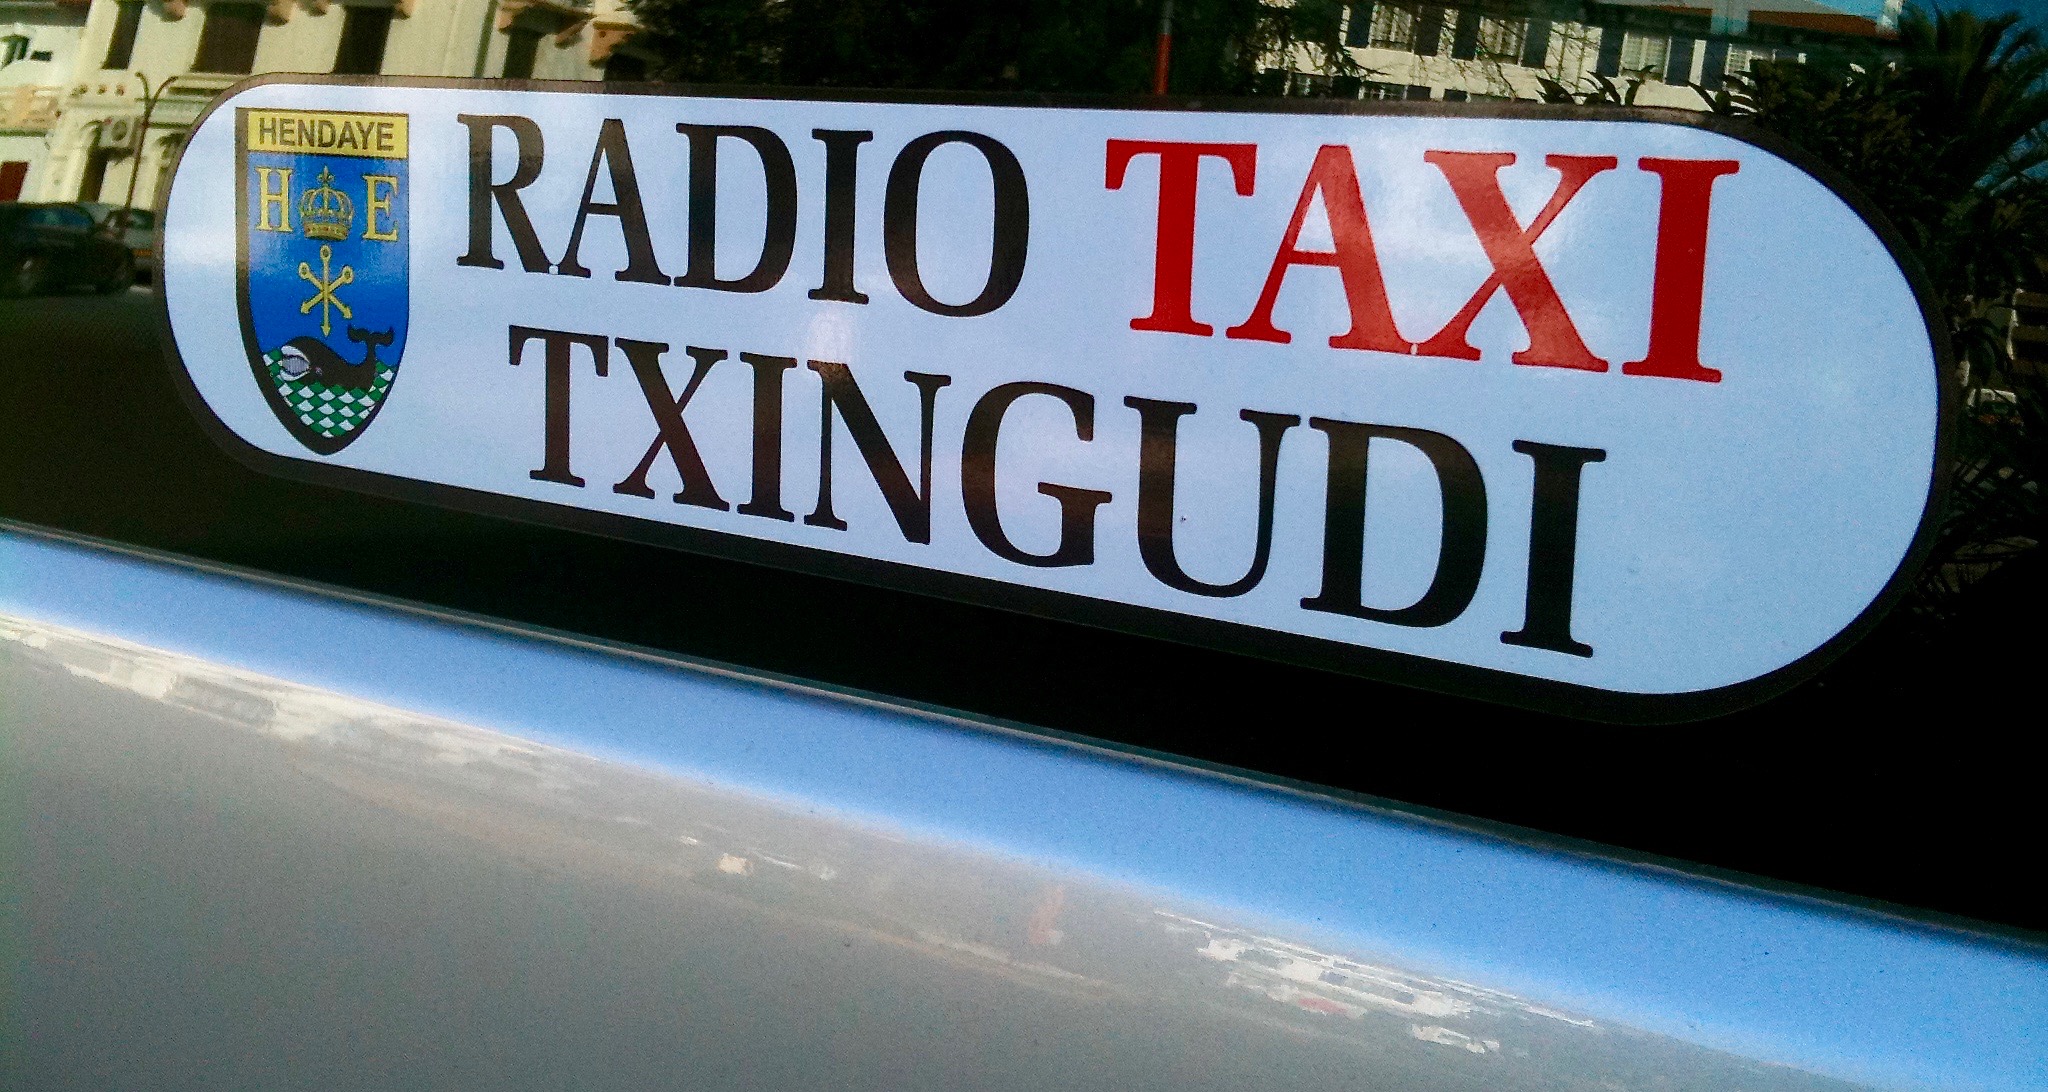 HENDAYE
H E
RADIO TAXI
TXINGUDI